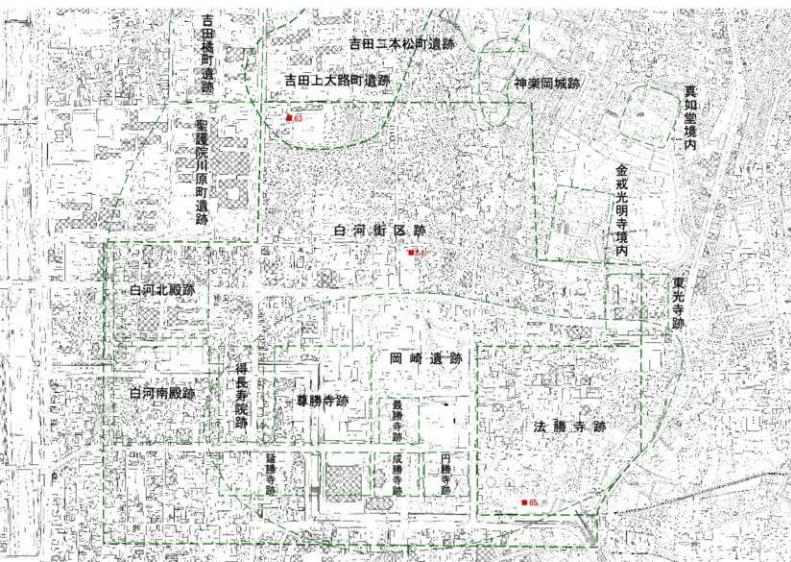 吉田橘町遺跡
吉田二本松町遺跡
吉田上大路町遺跡
神楽岡城跡
真如堂境内
63
聖護院川原町遺跡
金戒光明寺境内
白河街区跡
白河北殿跡
東光寺跡
岡崎遺跡
白河南殿跡
得長寿院跡
尊勝寺跡
最勝寺跡
法勝寺跡
延勝寺跡
成勝寺跡
円勝寺跡
65